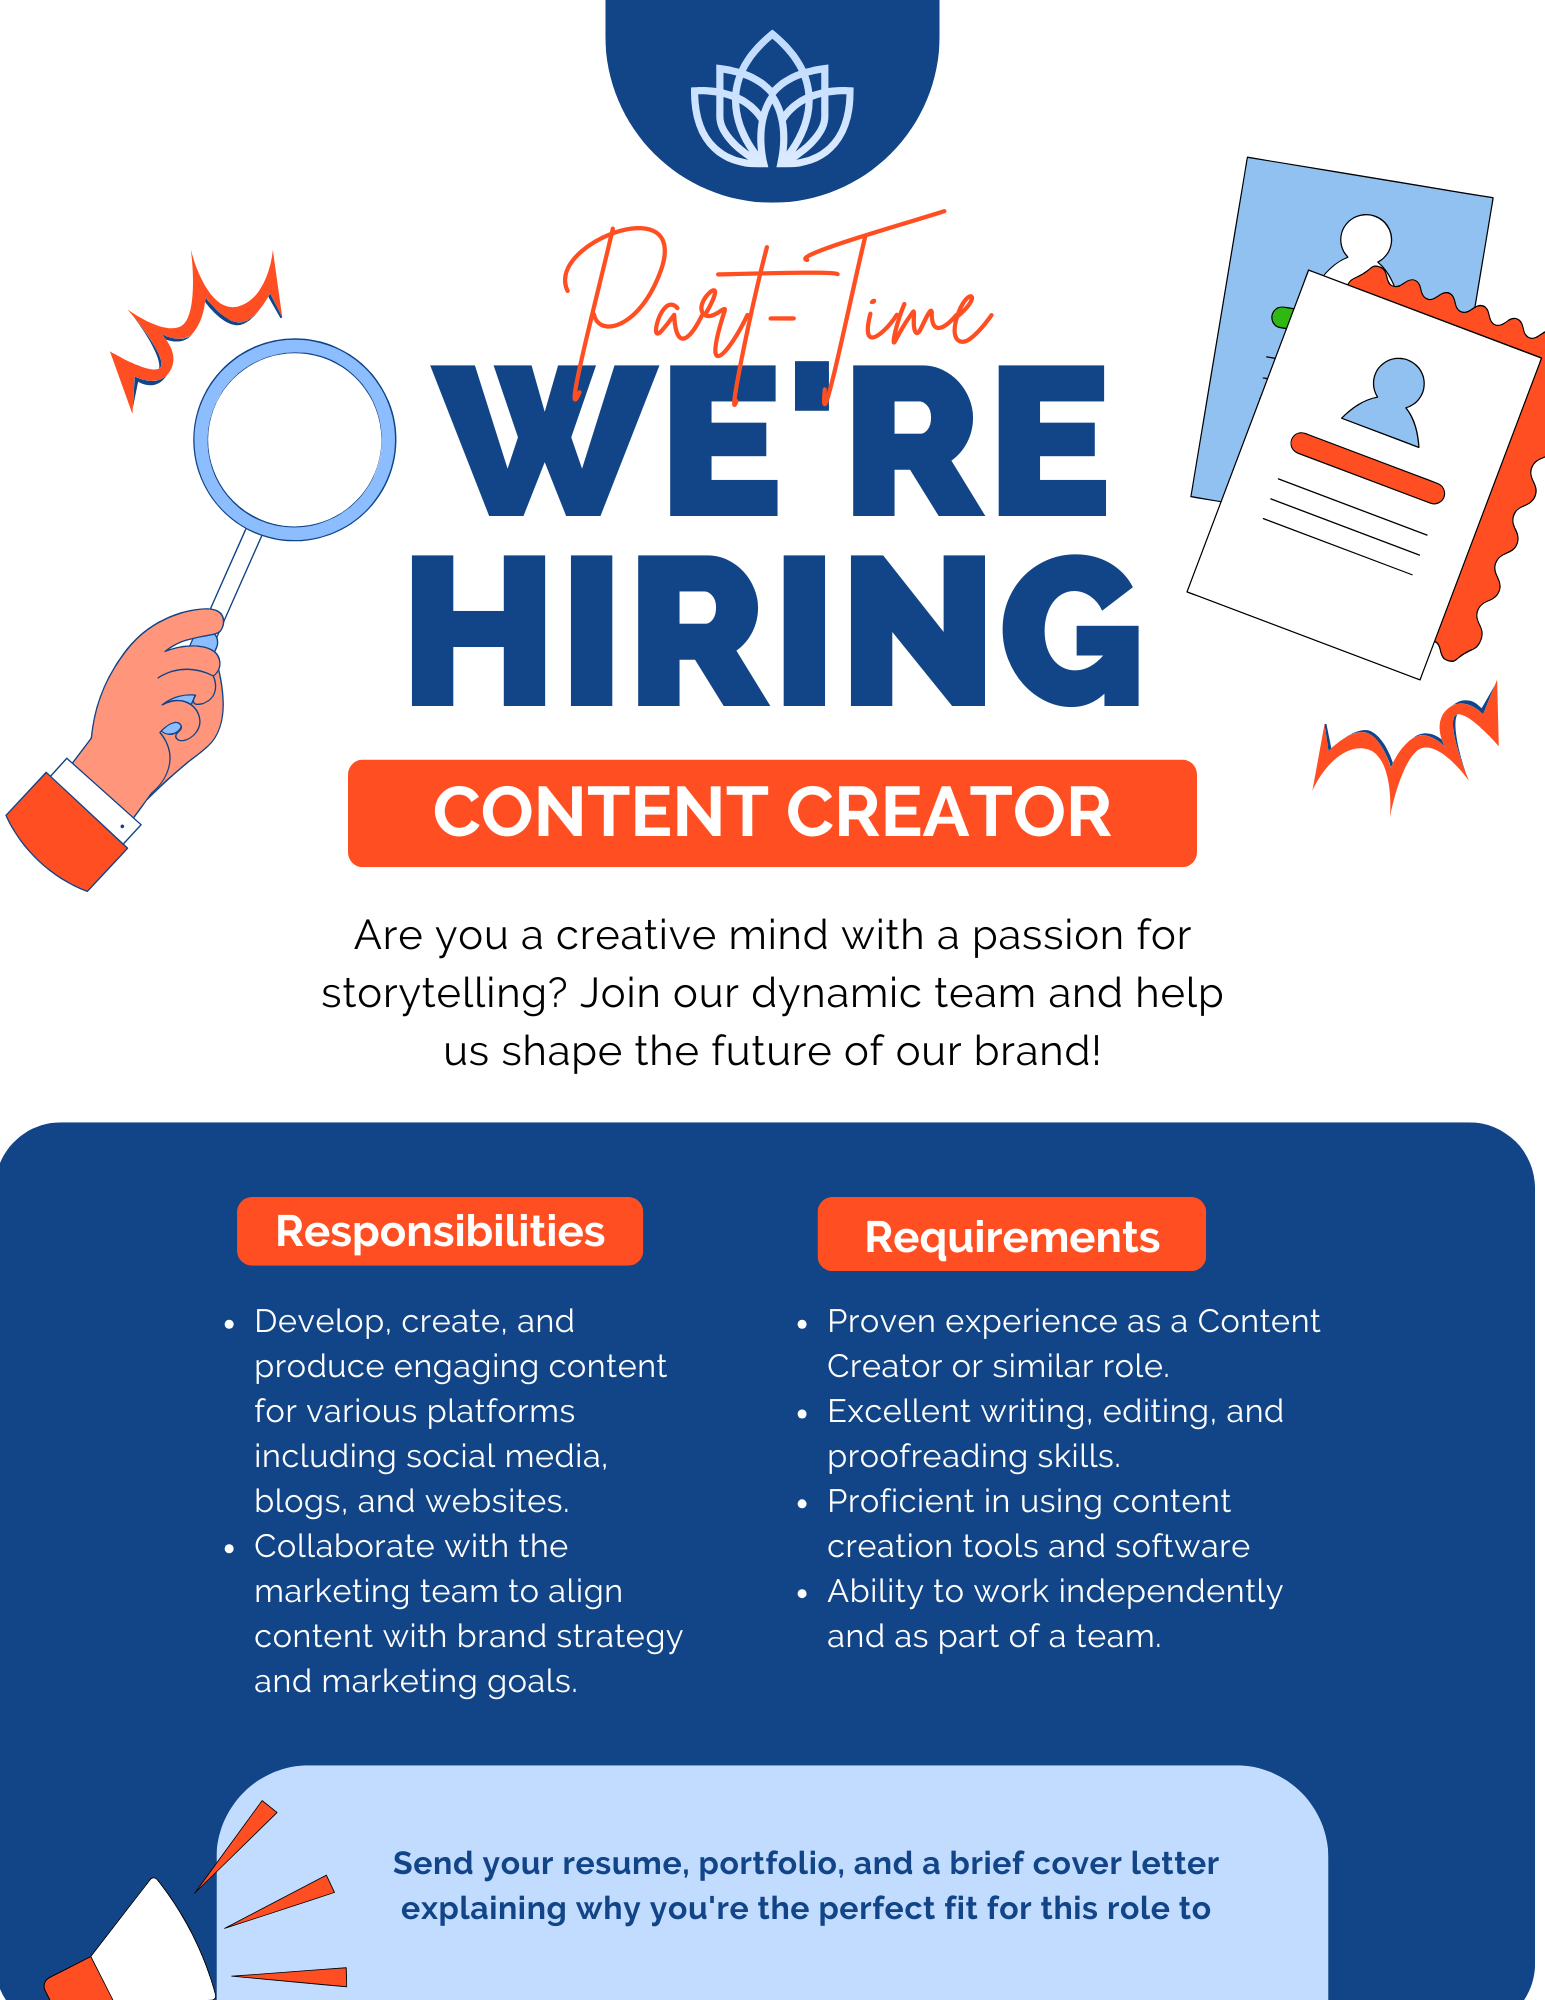 Part-Time
WE'RE
HIRING
CONTENT CREATOR
Are you a creative mind with a passion for
storytelling? Join our dynamic team and help
us shape the future of our brand!
Responsibilities
• Develop, create, and
produce engaging content
for various platforms
including social media,
blogs, and websites.
• Collaborate with the
marketing team to align
content with brand strategy
and marketing goals.
Requirements
• Proven experience as a Content
Creator or similar role.
• Excellent writing, editing, and
proofreading skills.
• Proficient in using content
creation tools and software
• Ability to work independently
and as part of a team.
Send your resume, portfolio, and a brief cover letter
explaining why you're the perfect fit for this role to